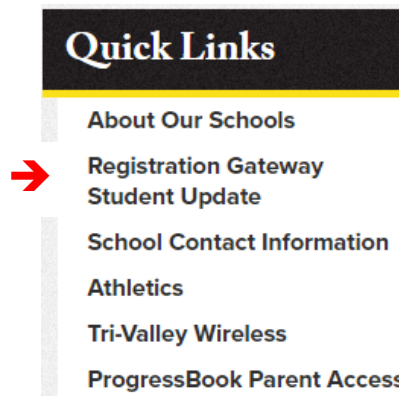 Quick Links
About Our Schools
Registration Gateway
Student Update
School Contact Information
Athletics
Tri-Valley Wireless
ProgressBook Parent Access